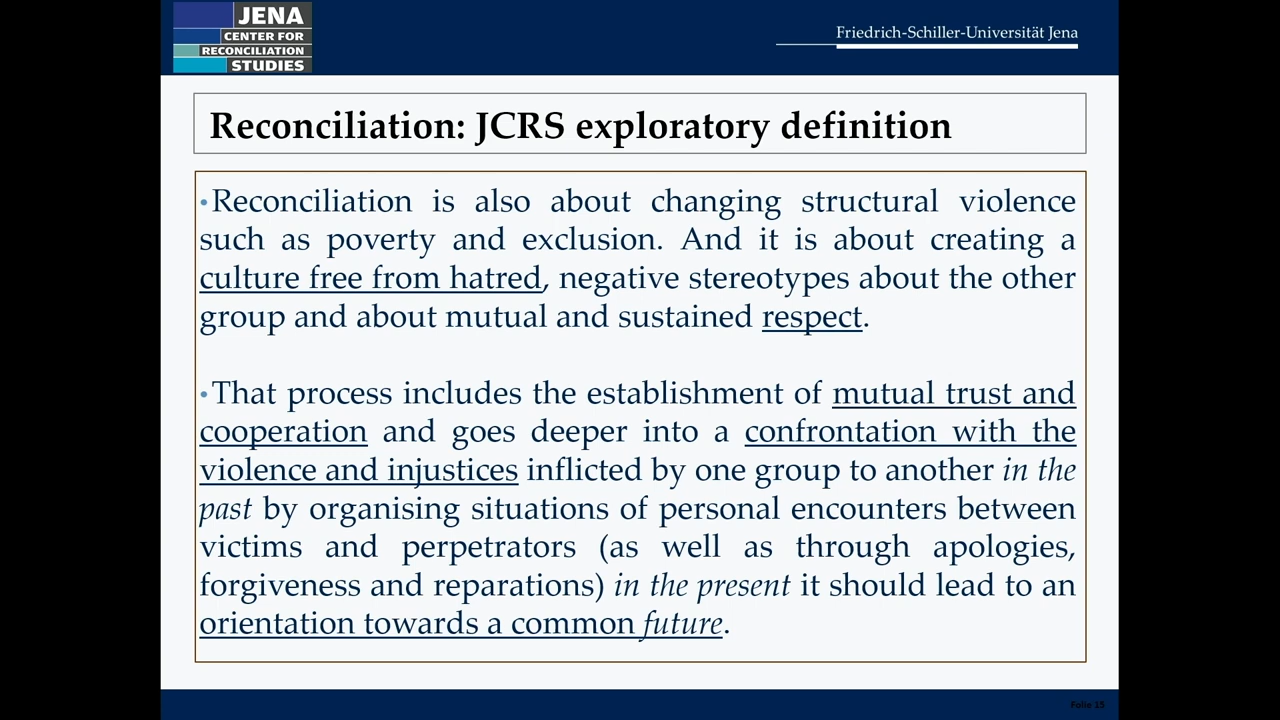 JENA
CENTER FOR
RECONCILIATION
STUDIES
Friedrich-Schiller-Universität Jena
Reconciliation: JCRS exploratory definition
•Reconciliation is also about changing structural violence
such as poverty and exclusion. And it is about creating a
culture free from hatred, negative stereotypes about the other
group and about mutual and sustained respect.
•That process includes the establishment of mutual trust and
cooperation and goes deeper into a confrontation with the
violence and injustices inflicted by one group to another in the
past by organising situations of personal encounters between
victims and perpetrators (as well as through apologies,
forgiveness and reparations) in the present it should lead to an
orientation towards a common future.
Folie 15